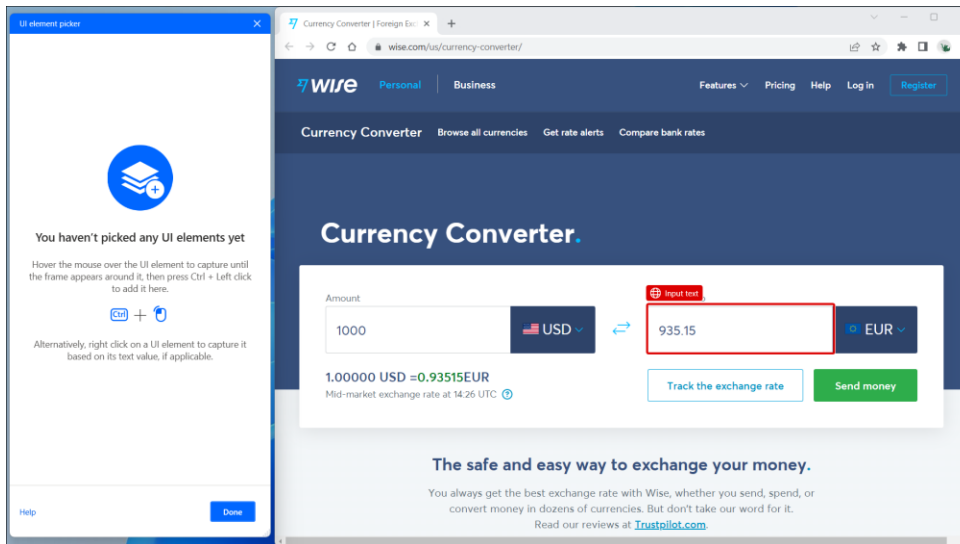 UI element picker
You haven't picked any UI elements yet
Hover the mouse over the UI element to capture until
the frame appears around it, then press Ctrl + Left click
to add it here.
Ctrl +
Alternatively, right click on a UI element to capture it
based on its text value, if applicable.
Help
Done
Currency Converter | Foreign Exc
wise.com/us/currency-converter/
WISE
Personal
Business
Features
Pricing
Help
Log in
Register
Currency Converter
Browse all currencies
Get rate alerts
Compare bank rates
Currency Converter.
Amount
Input text
1000
USD
935.15
EUR
1.00000 USD =0.93515EUR
Mid-market exchange rate at 14:26 UTC ?
Track the exchange rate
Send money
The safe and easy way to exchange your money.
You always get the best exchange rate with Wise, whether you send, spend, or
convert money in dozens of currencies. But don't take our word for it.
Read our reviews at Trustpilot.com.